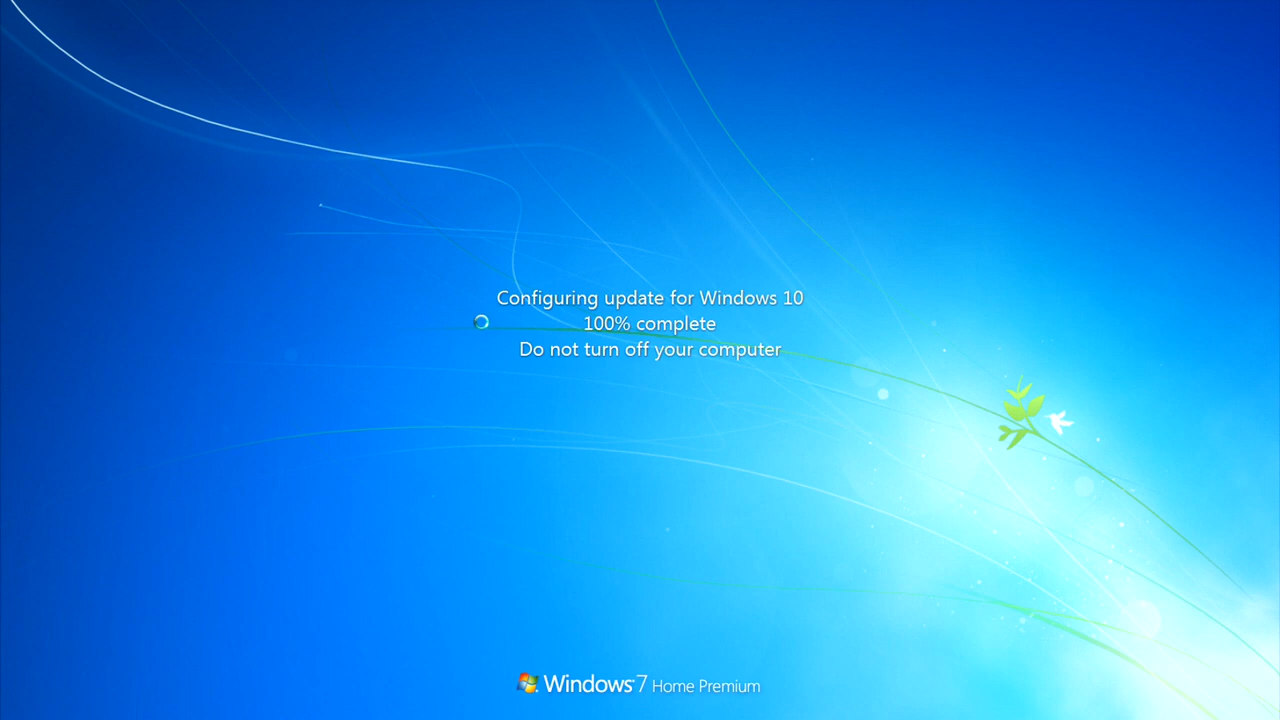 Configuring update for Windows 10
100% complete
Do not turn off your computer
Windows 7 Home Premium